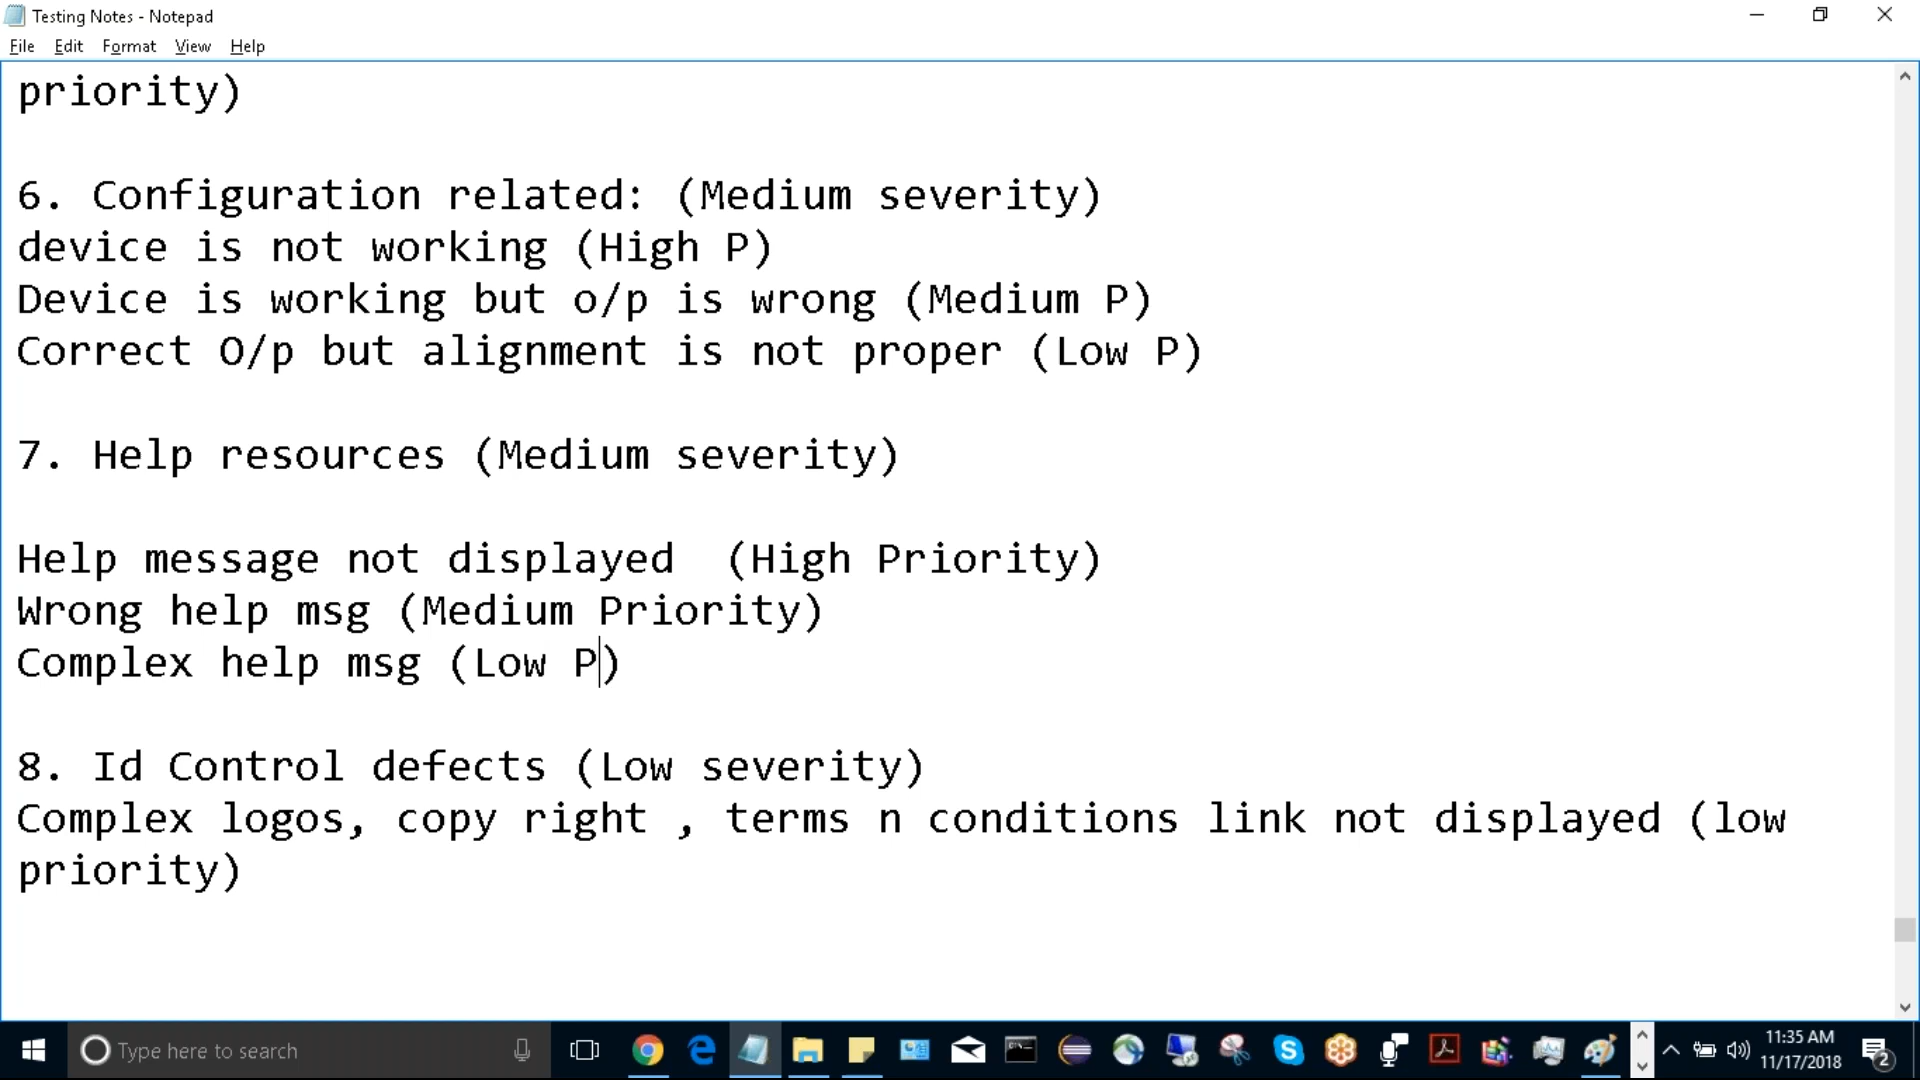 Testing Notes - Notepad
File Edit Format View Help
priority)
6. Configuration related: (Medium severity)
device is not working (High P)
Device is working but o/p is wrong (Medium P)
Correct O/p but alignment is not proper (Low P)
7. Help resources (Medium severity)
Help message not displayed  (High Priority)
Wrong help msg (Medium Priority)
Complex help msg (Low P)
8. Id Control defects (Low severity)
Complex logos, copy right , terms n conditions link not displayed (low
priority)
Type here to search
11:35 AM
11/17/2018
2